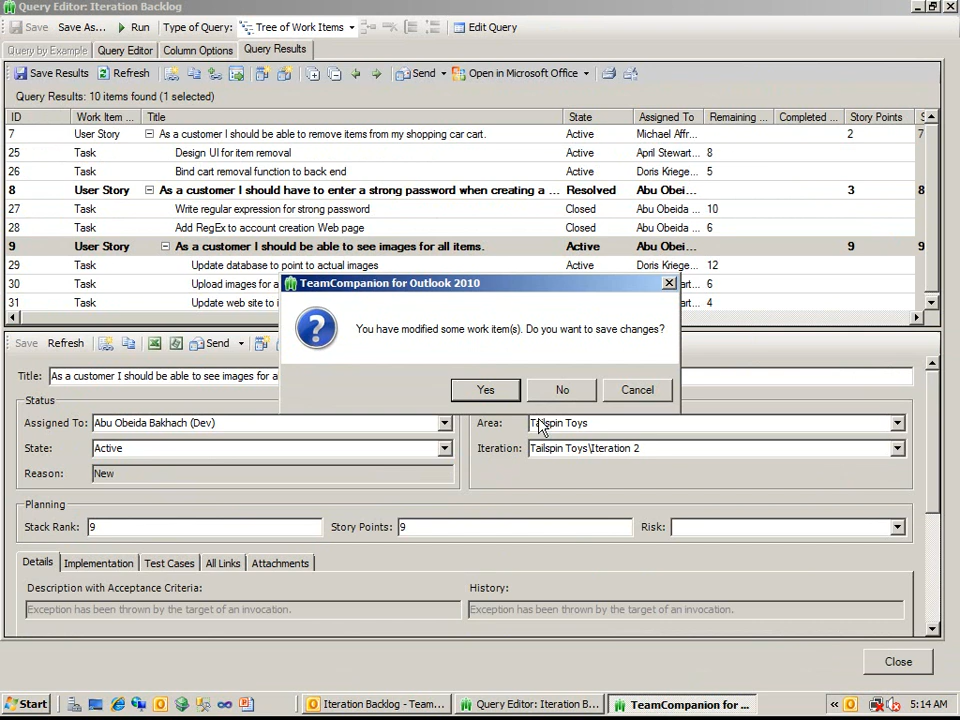 Query Editor: Iteration Backlog
Save Save As... Run Type of Query: Tree of Work Items Edit Query
Query by Example Query Editor Column Options Query Results
Save Results Refresh Send Open in Microsoft Office
Query Results: 10 items found (1 selected)
ID Work Item ... Title State Assigned To Remaining ... Completed ... Story Points S
7 User Story As a customer I should be able to remove items from my shopping car cart. Active Michael Affr... 2 7
25 Task Design UI for item removal Active April Stewart... 8
26 Task Bind cart removal function to back end Active Doris Kriege... 5
8 User Story As a customer I should have to enter a strong password when creating a ... Resolved Abu Obei... 3 8
27 Task Write regular expression for strong password Closed Abu Obeida ... 10
28 Task Add RegEx to account creation Web page Closed Abu Obeida ... 6
9 User Story As a customer I should be able to see images for all items. Active Abu Obei... 9 9
29 Task Update database to point to actual images Active Doris Kriege... 12
30 Task Upload images for a 6
31 Task Update web site to i 4
TeamCompanion for Outlook 2010
You have modified some work item(s). Do you want to save changes?
Yes No Cancel
Save Refresh Send
Title: As a customer I should be able to see images for a
Status
Assigned To: Abu Obeida Bakhach (Dev) Area: Tailspin Toys
State: Active Iteration: Tailspin Toys\Iteration 2
Reason: New
Planning
Stack Rank: 9 Story Points: 9 Risk:
Details Implementation Test Cases All Links Attachments
Description with Acceptance Criteria: History:
Exception has been thrown by the target of an invocation. Exception has been thrown by the target of an invocation.
Close
Start Iteration Backlog - Team... Query Editor: Iteration B... TeamCompanion for ... « 5:14 AM